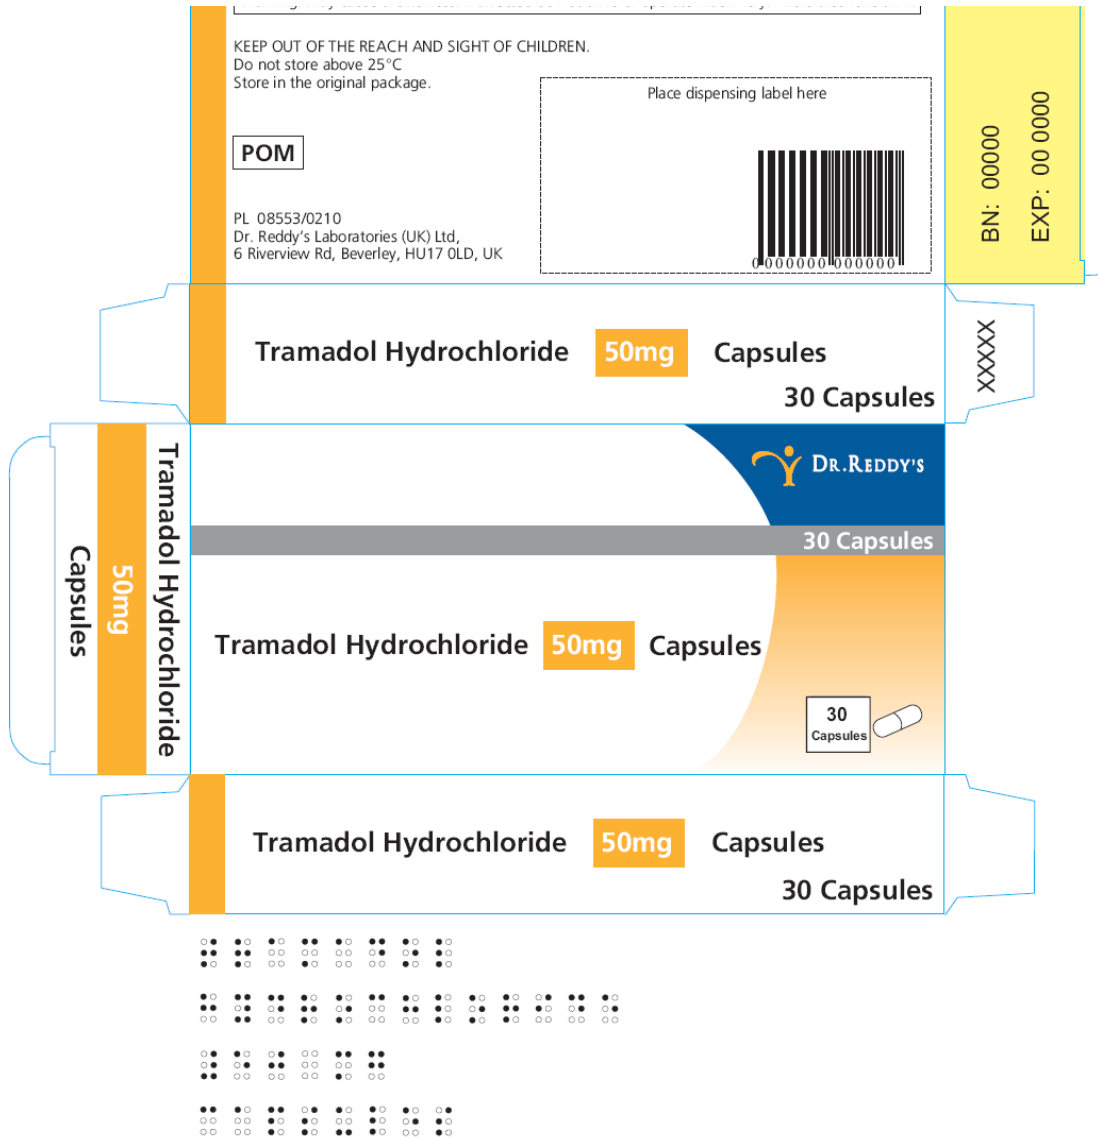 KEEP OUT OF THE REACH AND SIGHT OF CHILDREN.
Do not store above 25°C
Store in the original package.
Place dispensing label here
POM
PL 08553/0210
Dr. Reddy's Laboratories (UK) Ltd,
6 Riverview Rd, Beverley, HU17 0LD, UK
0 000000 000000
BN: 00000
EXP: 00 0000
Tramadol Hydrochloride 50mg Capsules
30 Capsules
XXXXX
Tramadol Hydrochloride
50mg
Capsules
DR.REDDY'S
30 Capsules
Tramadol Hydrochloride 50mg Capsules
30
Capsules
Tramadol Hydrochloride 50mg Capsules
30 Capsules